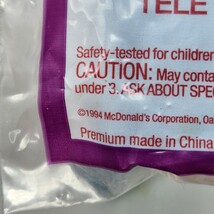 TELE
Safety-tested for children
CAUTION: May conta
under 3. ASK ABOUT SPEC
©1994 McDonald's Corporation, Oa
Premium made in China